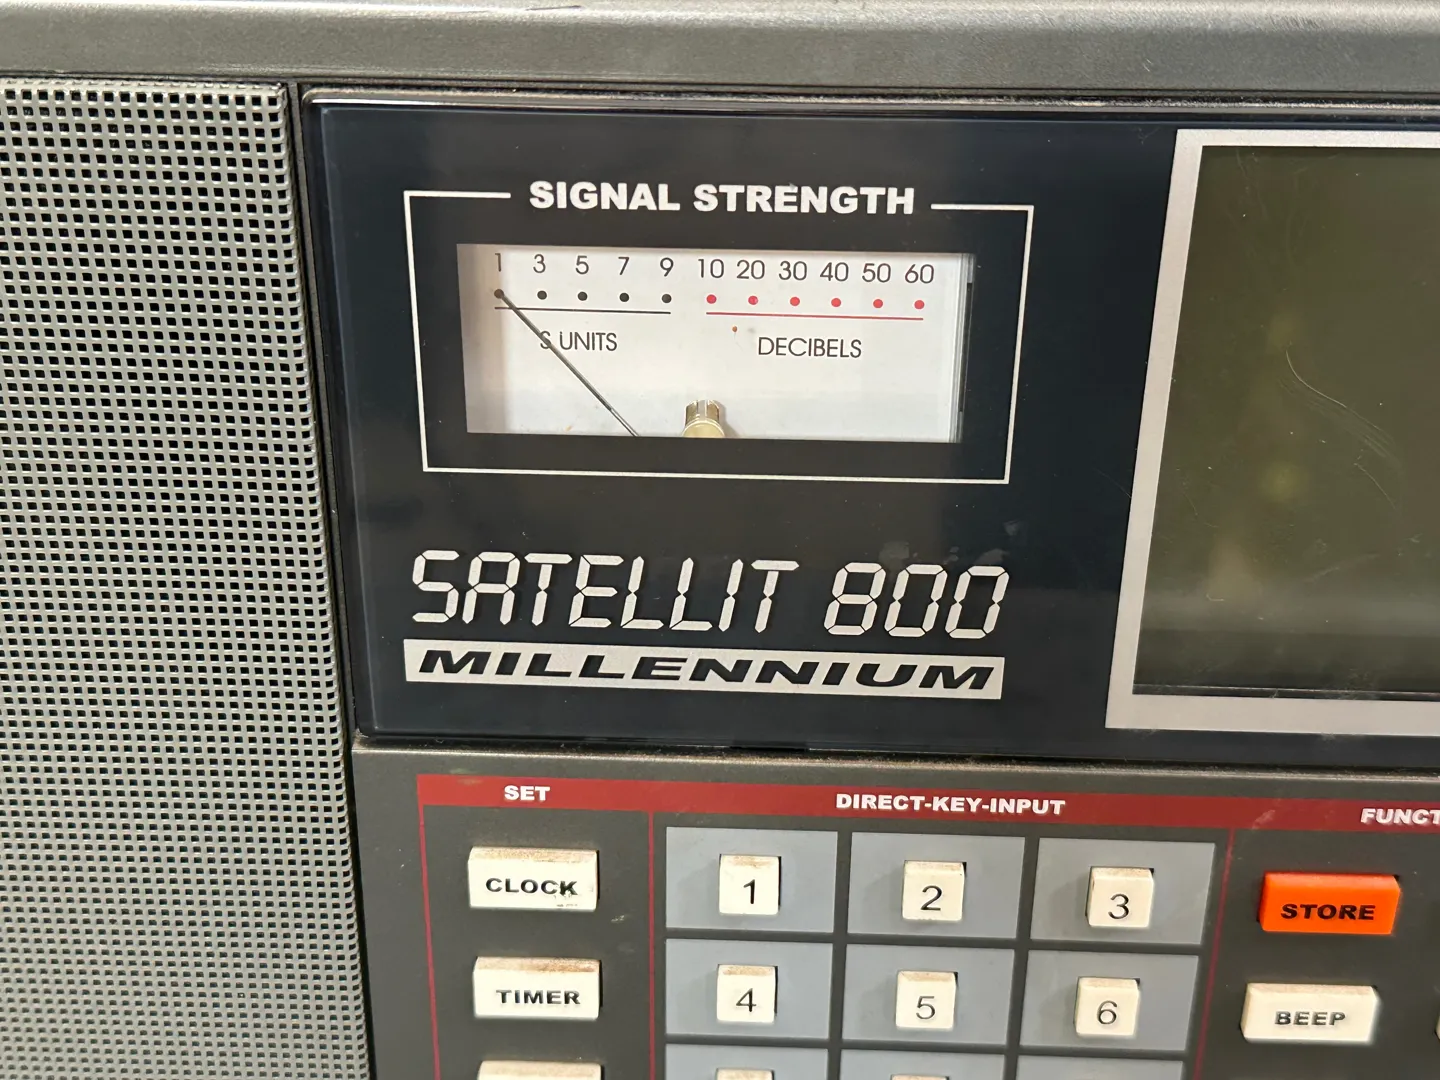 SIGNAL STRENGTH
1 3 5 7 9 10 20 30 40 50 60
S UNITS DECIBELS
SATELLIT 800
MILLENNIUM
SET DIRECT-KEY-INPUT FUNCT
CLOCK 1 2 3 STORE
TIMER 4 5 6 BEEP